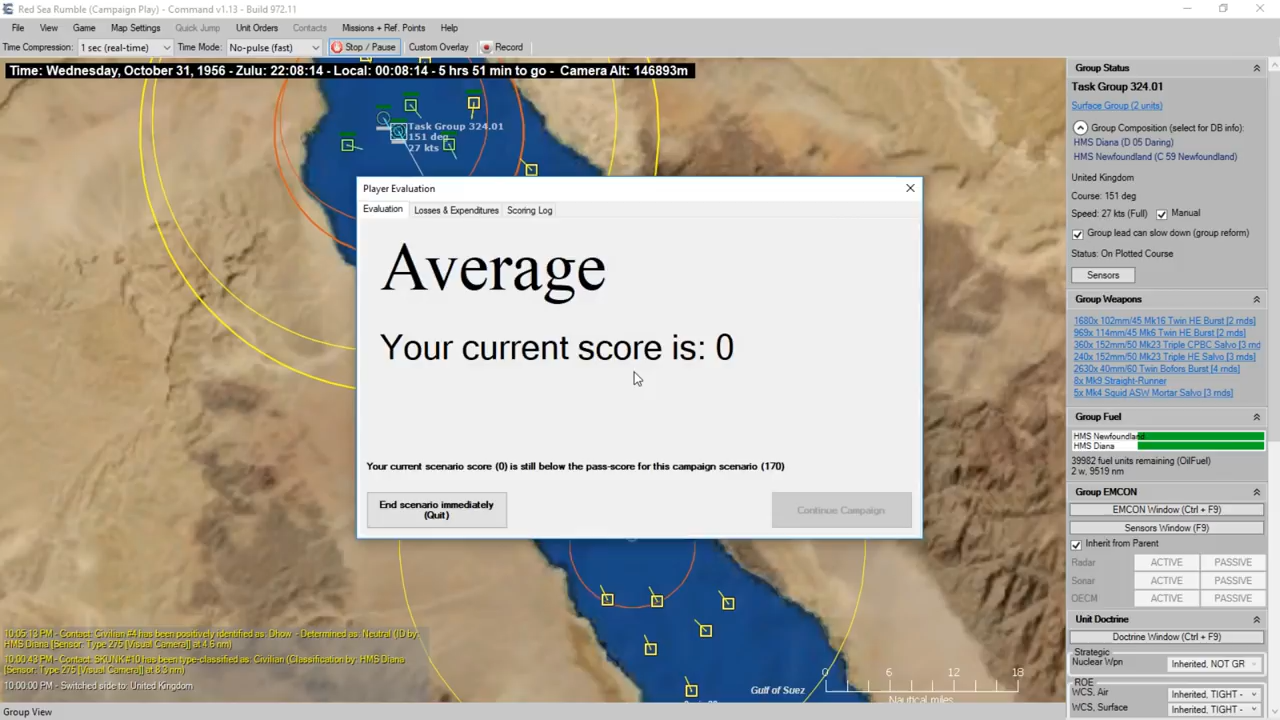 Red Sea Rumble (Campaign Play) - Command v1.13 - Build 972.11
File View Game Map Settings Quick Jump Unit Orders Contacts Missions + Ref. Points Help
Time Compression: 1 sec (real-time) Time Mode: No-pulse (fast) Stop / Pause Custom Overlay Record
Time: Wednesday, October 31, 1956 - Zulu: 22:08:14 - Local: 00:08:14 - 5 hrs 51 min to go - Camera Alt: 146893m
Task Group 324.01
151 deg
27 kts
Player Evaluation
Evaluation Losses & Expenditures Scoring Log
Average
Your current score is: 0
Your current scenario score (0) is still below the pass-score for this campaign scenario (170)
End scenario immediately
(Quit)
Continue Campaign
10:05:13 PM - Contact: Civilian #4 has been positively identified as: Dhow - Determined as: Neutral (ID by:
HMS Diana [Sensor: Type 275 [Visual Camera]] at 4.6 nm)
10:00:43 PM - Contact: SKUNK #10 has been type-classified as: Civilian (Classification by: HMS Diana
[Sensor: Type 275 [Visual Camera]] at 8.3 nm)
10:00:00 PM - Switched side to: United Kingdom
Gulf of Suez
0 6 12 18
Nautical miles
Group View
Group Status
Task Group 324.01
Surface Group (2 units)
Group Composition (select for DB info):
HMS Diana (D 05 Daring)
HMS Newfoundland (C 59 Newfoundland)
United Kingdom
Course: 151 deg
Speed: 27 kts (Full) Manual
Group lead can slow down (group reform)
Status: On Plotted Course
Sensors
Group Weapons
1680x 102mm/45 Mk16 Twin HE Burst [2 rnds]
969x 114mm/45 Mk6 Twin HE Burst [2 rnds]
360x 152mm/50 Mk23 Triple CPBC Salvo [3 rnd
240x 152mm/50 Mk23 Triple HE Salvo [3 rnds]
2630x 40mm/60 Twin Bofors Burst [4 rnds]
8x Mk9 Straight-Runner
5x Mk4 Squid ASW Mortar Salvo [3 rnds]
Group Fuel
HMS Newfoundland
HMS Diana
39982 fuel units remaining (OilFuel)
2 w, 9519 nm
Group EMCON
EMCON Window (Ctrl + F9)
Sensors Window (F9)
Inherit from Parent
Radar ACTIVE PASSIVE
Sonar ACTIVE PASSIVE
OECM ACTIVE PASSIVE
Unit Doctrine
Doctrine Window (Ctrl + F9)
Strategic
Nuclear Wpn Inherited, NOT GR
ROE
WCS, Air Inherited, TIGHT -
WCS, Surface Inherited, TIGHT -